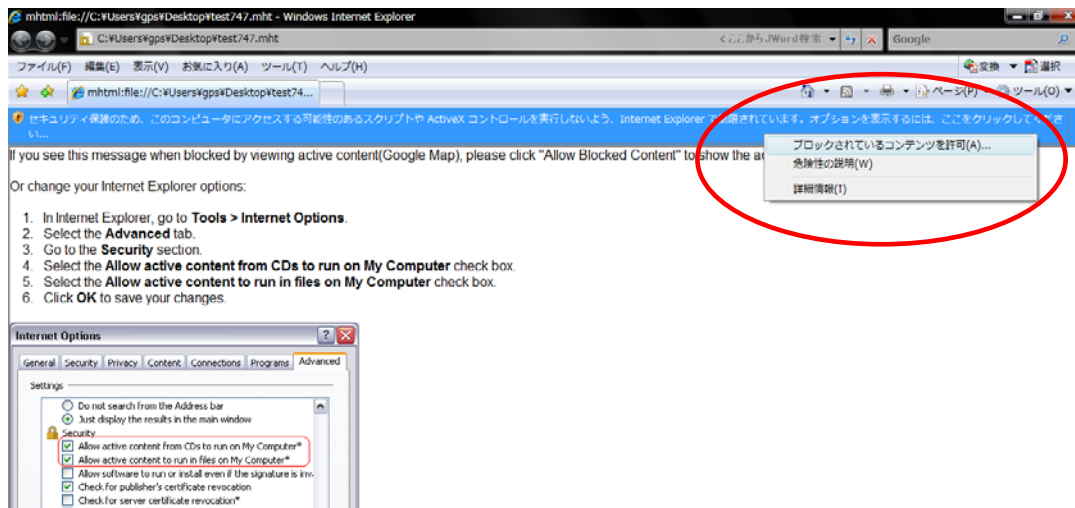 mhtml:file://C:¥Users¥gps¥Desktop¥test747.mht - Windows Internet Explorer
C:¥Users¥gps¥Desktop¥test747.mht
<ここからJWord検索
Google
ファイル(F) 編集(E) 表示(V) お気に入り(A) ツール(T) ヘルプ(H)
変換 選択
mhtml:file://C:¥Users¥gps¥Desktop¥test74...
ページ(P) ツール(O)
セキュリティ保護のため、このコンピュータにアクセスする可能性のあるスクリプトや ActiveX コントロールを実行しないよう、Internet Explorer で制限されています。オプションを表示するには、ここをクリックしてくださ
い...
ブロックされているコンテンツを許可(A)...
危険性の説明(W)
詳細情報(I)
If you see this message when blocked by viewing active content(Google Map), please click "Allow Blocked Content" to show the
Or change your Internet Explorer options:
1. In Internet Explorer, go to Tools > Internet Options.
2. Select the Advanced tab.
3. Go to the Security section.
4. Select the Allow active content from CDs to run on My Computer check box.
5. Select the Allow active content to run in files on My Computer check box.
6. Click OK to save your changes.
Internet Options
General Security Privacy Content Connections Programs Advanced
Settings
Do not search from the Address bar
Just display the results in the main window
Security
Allow active content from CDs to run on My Computer*
Allow active content to run in files on My Computer*
Allow software to run or install even if the signature is inv
Check for publisher's certificate revocation
Check for server certificate revocation*